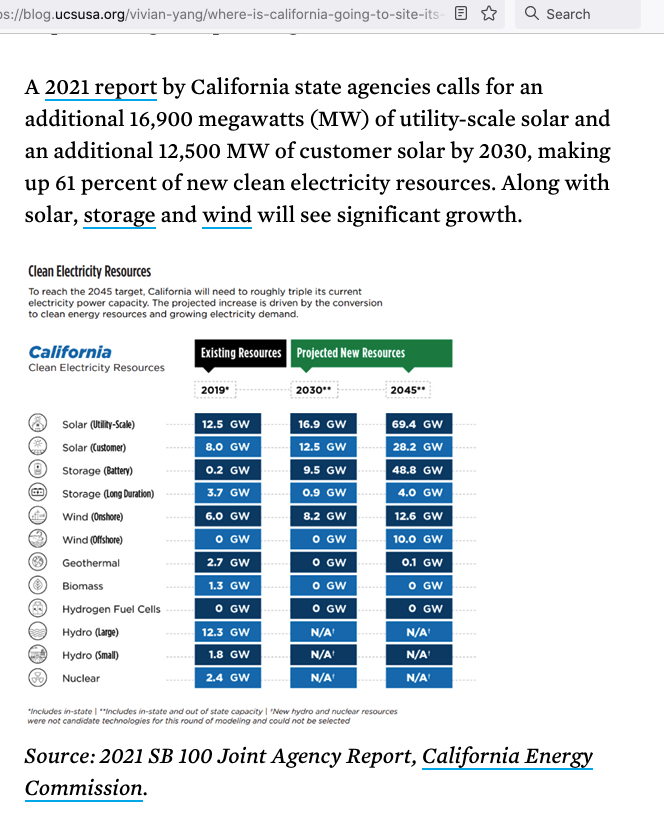 ps://blog.ucsusa.org/vivian-yang/where-is-california-going-to-site-its-
Search
A 2021 report by California state agencies calls for an
additional 16,900 megawatts (MW) of utility-scale solar and
an additional 12,500 MW of customer solar by 2030, making
up 61 percent of new clean electricity resources. Along with
solar, storage and wind will see significant growth.
Clean Electricity Resources
To reach the 2045 target, California will need to roughly triple its current
electricity power capacity. The projected increase is driven by the conversion
to clean energy resources and growing electricity demand.
California
Clean Electricity Resources
Existing Resources Projected New Resources
2019* 2030** 2045**
Solar (Utility-Scale) 12.5 GW 16.9 GW 69.4 GW
Solar (Customer) 8.0 GW 12.5 GW 28.2 GW
Storage (Battery) 0.2 GW 9.5 GW 48.8 GW
Storage (Long Duration) 3.7 GW 0.9 GW 4.0 GW
Wind (Onshore) 6.0 GW 8.2 GW 12.6 GW
Wind (Offshore) 0 GW 0 GW 10.0 GW
Geothermal 2.7 GW 0 GW 0.1 GW
Biomass 1.3 GW 0 GW 0 GW
Hydrogen Fuel Cells 0 GW 0 GW 0 GW
Hydro (Large) 12.3 GW N/A† N/A†
Hydro (Small) 1.8 GW N/A† N/A†
Nuclear 2.4 GW N/A† N/A†
*Includes in-state | **Includes in-state and out of state capacity | †New hydro and nuclear resources
were not candidate technologies for this round of modeling and could not be selected
Source: 2021 SB 100 Joint Agency Report, California Energy
Commission.